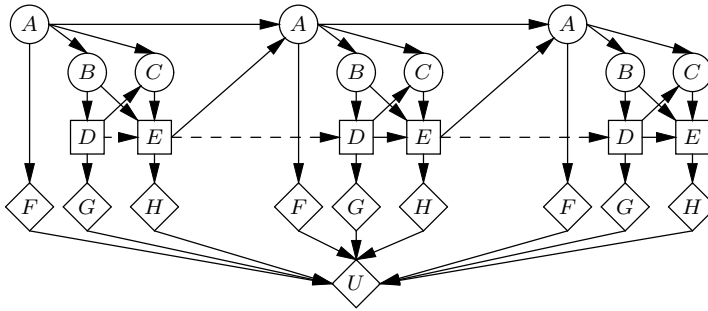 A A A
B C B C B C
D E D E D E
F G H F G H F G H
U